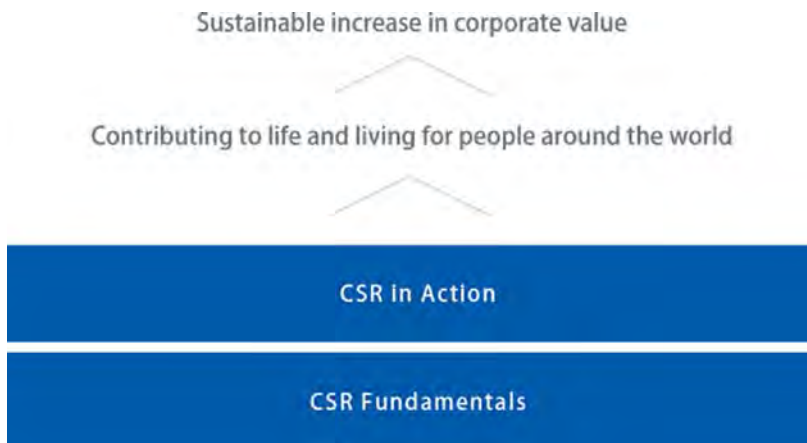 Sustainable increase in corporate value
Contributing to life and living for people around the world
CSR in Action
CSR Fundamentals